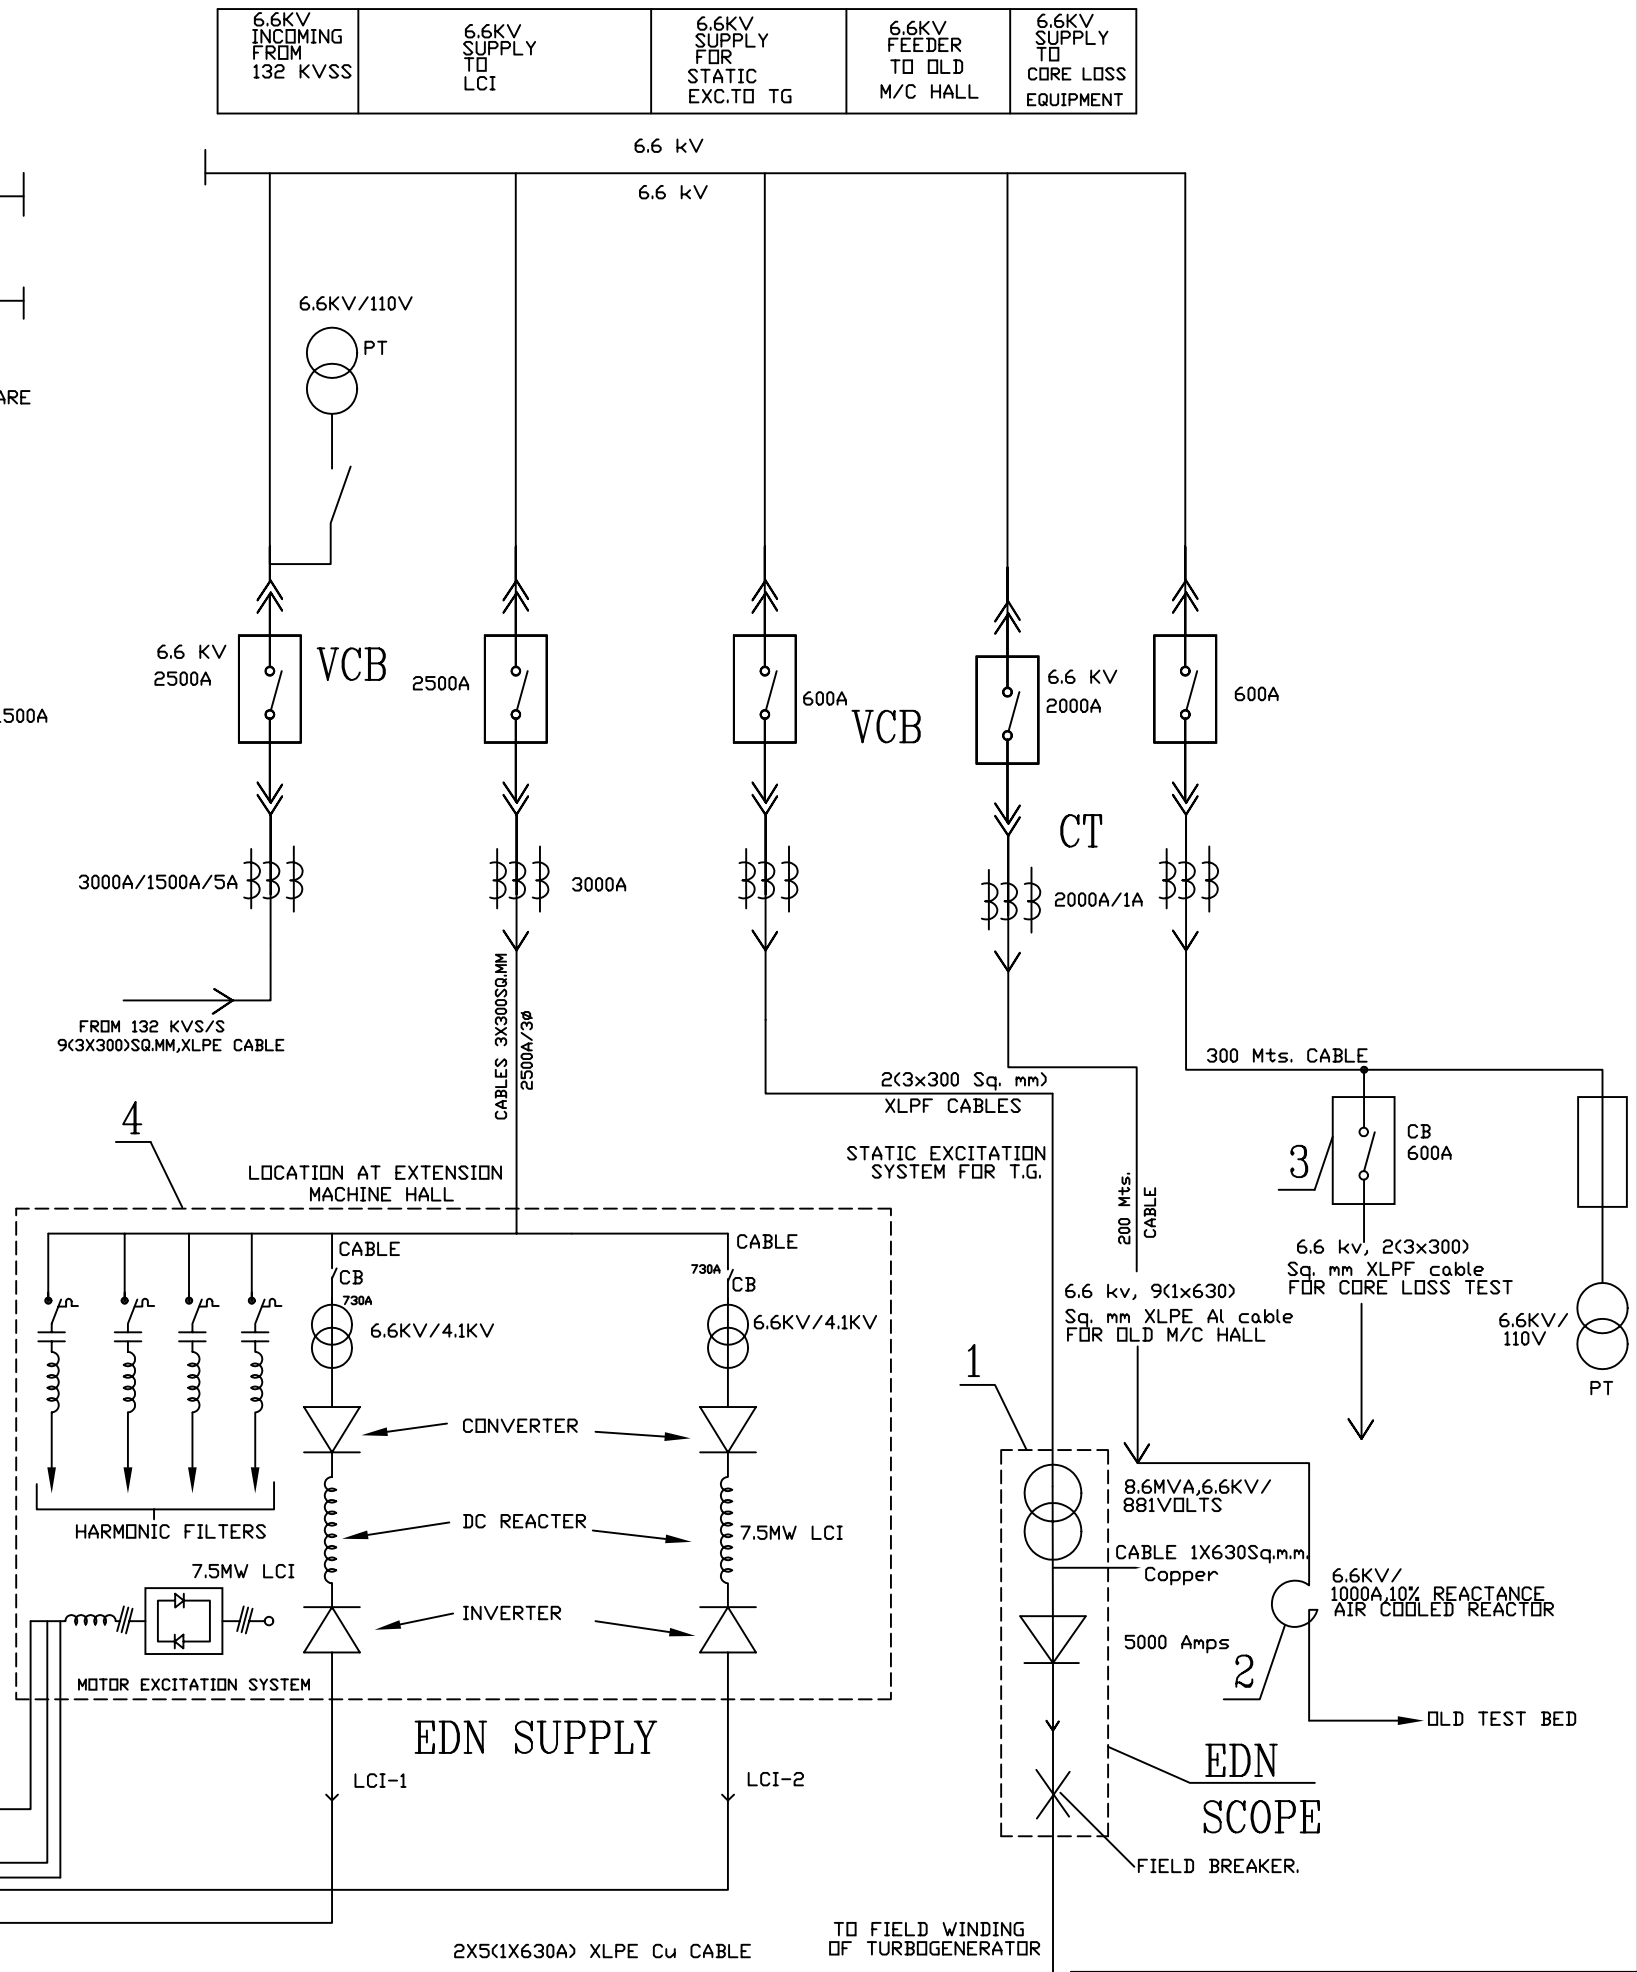 6.6KV
INCOMING
FROM
132 KVSS
6.6KV
SUPPLY
TO
LCI
6.6KV
SUPPLY
FOR
STATIC
EXC.TO TG
6.6KV
FEEDER
TO OLD
M/C HALL
6.6KV
SUPPLY
TO
CORE LOSS
EQUIPMENT
6.6 kV
6.6 kV
6.6KV/110V
PT
ARE
6.6 KV
2500A
VCB
2500A
600A
VCB
6.6 KV
2000A
600A
500A
CT
3000A/1500A/5A
3000A
2000A/1A
FROM 132 KVS/S
9(3X300)SQ.MM,XLPE CABLE
CABLES 3X300SQ.MM
2500A/3Ø
2(3x300 Sq. mm)
XLPF CABLES
300 Mts. CABLE
4
LOCATION AT EXTENSION
MACHINE HALL
STATIC EXCITATION
SYSTEM FOR T.G.
200 Mts.
CABLE
3
CB
600A
CABLE
CB
730A
6.6KV/4.1KV
CABLE
730A
CB
6.6KV/4.1KV
6.6 kv, 9(1x630)
Sq. mm XLPE Al cable
FOR OLD M/C HALL
6.6 kv, 2(3x300)
Sq. mm XLPF cable
FOR CORE LOSS TEST
6.6KV/
110V
PT
1
CONVERTER
HARMONIC FILTERS
DC REACTER
7.5MW LCI
7.5MW LCI
INVERTER
MOTOR EXCITATION SYSTEM
8.6MVA,6.6KV/
881VOLTS
CABLE 1X630Sq.m.m.
Copper
5000 Amps
6.6KV/
1000A,10% REACTANCE
AIR COOLED REACTOR
2
OLD TEST BED
EDN SUPPLY
LCI-1
LCI-2
EDN
SCOPE
FIELD BREAKER.
TO FIELD WINDING
OF TURBOGENERATOR
2X5(1X630A) XLPE Cu CABLE